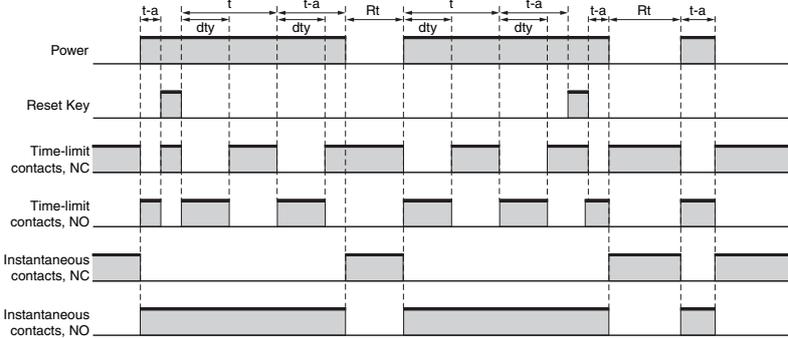 t-a t t-a Rt t t-a t-a Rt t-a
dty dty dty dty
Power
Reset Key
Time-limit
contacts, NC
Time-limit
contacts, NO
Instantaneous
contacts, NC
Instantaneous
contacts, NO